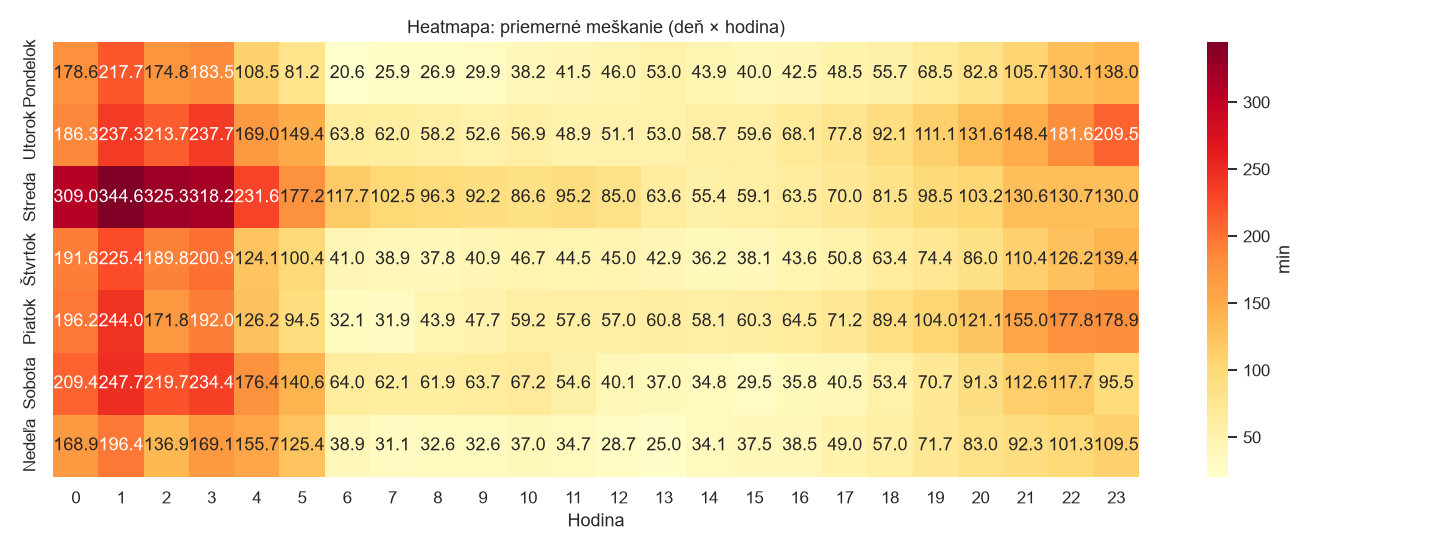 Heatmapa: priemerné meškanie (deň × hodina)
Pondelok 178.6 217.7 174.8 183.5 108.5 81.2 20.6 25.9 26.9 29.9 38.2 41.5 46.0 53.0 43.9 40.0 42.5 48.5 55.7 68.5 82.8 105.7 130.1 138.0
Utorok 186.3 237.3 213.7 237.7 169.0 149.4 63.8 62.0 58.2 52.6 56.9 48.9 51.1 53.0 58.7 59.6 68.1 77.8 92.1 111.1 131.6 148.4 181.6 209.5
Streda 309.0 344.6 325.3 318.2 231.6 177.2 117.7 102.5 96.3 92.2 86.6 95.2 85.0 63.6 55.4 59.1 63.5 70.0 81.5 98.5 103.2 130.6 130.7 130.0
Štvrtok 191.6 225.4 189.8 200.9 124.1 100.4 41.0 38.9 37.8 40.9 46.7 44.5 45.0 42.9 36.2 38.1 43.6 50.8 63.4 74.4 86.0 110.4 126.2 139.4
Piatok 196.2 244.0 171.8 192.0 126.2 94.5 32.1 31.9 43.9 47.7 59.2 57.6 57.0 60.8 58.1 60.3 64.5 71.2 89.4 104.0 121.1 155.0 177.8 178.9
Sobota 209.4 247.7 219.7 234.4 176.4 140.6 64.0 62.1 61.9 63.7 67.2 54.6 40.1 37.0 34.8 29.5 35.8 40.5 53.4 70.7 91.3 112.6 117.7 95.5
Nedeľa 168.9 196.4 136.9 169.1 155.7 125.4 38.9 31.1 32.6 32.6 37.0 34.7 28.7 25.0 34.1 37.5 38.5 49.0 57.0 71.7 83.0 92.3 101.3 109.5
0 1 2 3 4 5 6 7 8 9 10 11 12 13 14 15 16 17 18 19 20 21 22 23
Hodina
300
250
200
150
100
50
min